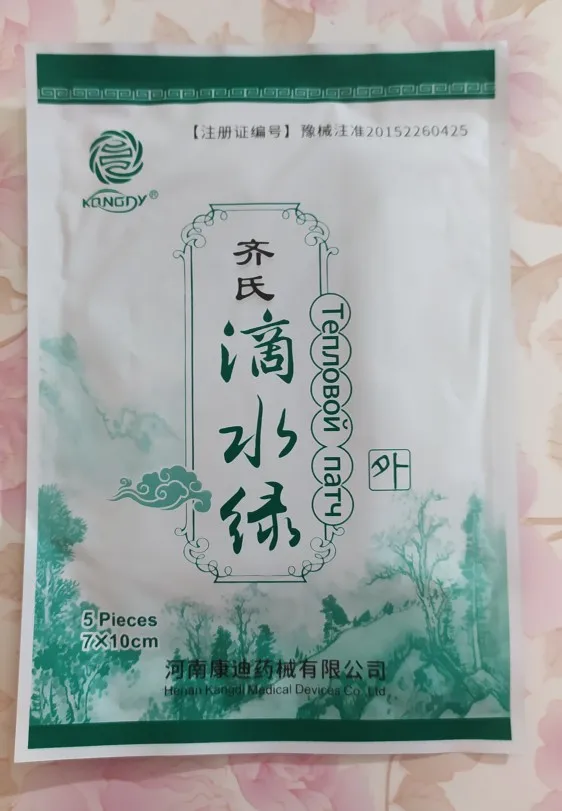 【注册证编号】豫械注准20152260425
KONGDY®
齐氏
滴水绿
Тепловой патч
外
5 Pieces
7×10cm
河南康迪药械有限公司
Henan Kangdi Medical Devices Co. Ltd.